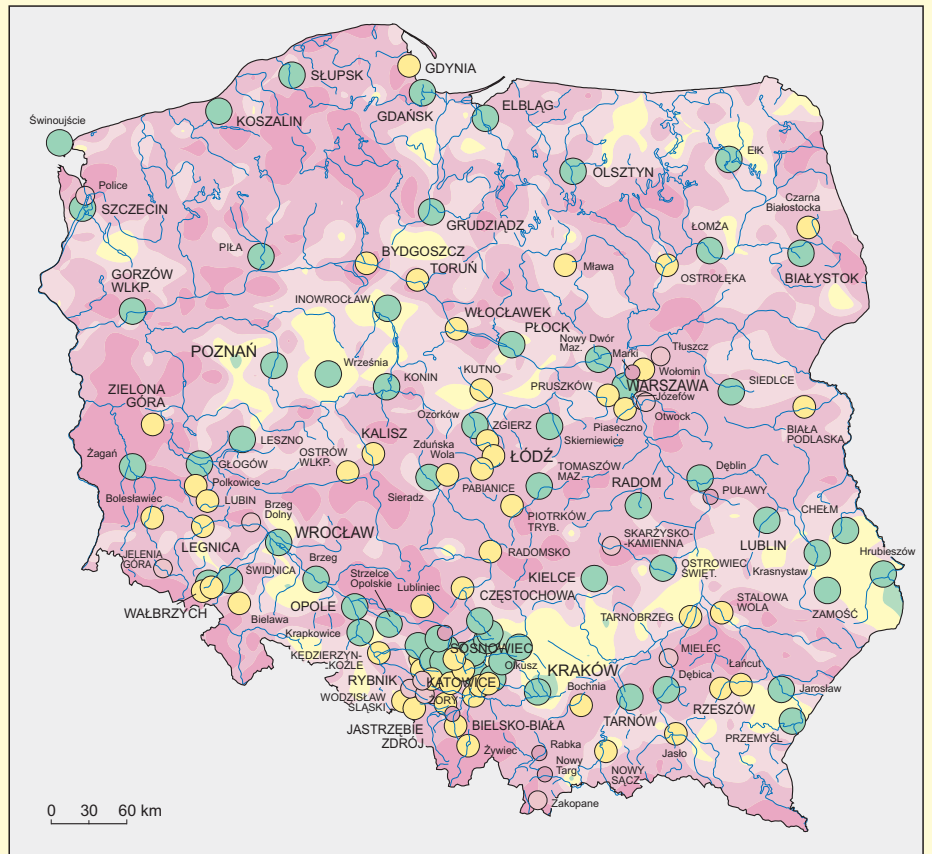 GDYNIA
SŁUPSK
ELBLĄG
GDAŃSK
KOSZALIN
Świnoujście
EŁK
OLSZTYN
Police
SZCZECIN
Czarna
Białostocka
GRUDZIĄDZ
ŁOMŻA
PIŁA
BYDGOSZCZ
TORUŃ
Mława
OSTROŁĘKA
BIAŁYSTOK
GORZÓW
WLKP.
INOWROCŁAW
WŁOCŁAWEK
PŁOCK
Nowy Dwór
Maz.
Marki
Tłuszcz
POZNAŃ
Września
Wołomin
KUTNO
KONIN
PRUSZKÓW
WARSZAWA
SIEDLCE
Józefów
ZIELONA
GÓRA
Otwock
Ozorków
ZGIERZ
Piaseczno
BIAŁA
PODLASKA
LESZNO
KALISZ
Skierniewice
Zduńska
Wola
ŁÓDŹ
Żagań
GŁOGÓW
OSTRÓW
WLKP.
TOMASZÓW
MAZ.
Dęblin
Polkowice
RADOM
PABIANICE
Sieradz
PUŁAWY
Bolesławiec
LUBIN
Brzeg
Dolny
PIOTRKÓW
TRYB.
CHEŁM
WROCŁAW
SKARŻYSKO-
-KAMIENNA
LEGNICA
LUBLIN
RADOMSKO
Hrubieszów
JELENIA
GÓRA
Brzeg
OSTROWIEC
ŚWIĘT.
Krasnystaw
ŚWIDNICA
Strzelce
Opolskie
Lubliniec
KIELCE
CZĘSTOCHOWA
STALOWA
WOLA
WAŁBRZYCH
OPOLE
ZAMOŚĆ
Bielawa
TARNOBRZEG
Krapkowice
SOSNOWIEC
MIELEC
KĘDZIERZYN-
-KOŹLE
Olkusz
KRAKÓW
Łańcut
Dębica
RYBNIK
KATOWICE
Bochnia
Jarosław
WODZISŁAW
ŚLĄSKI
ŻORY
RZESZÓW
TARNÓW
JASTRZĘBIE
ZDRÓJ
BIELSKO-BIAŁA
PRZEMYŚL
Żywiec
Rabka
Jasło
Nowy
Targ
NOWY
SĄCZ
Zakopane
0 30 60 km